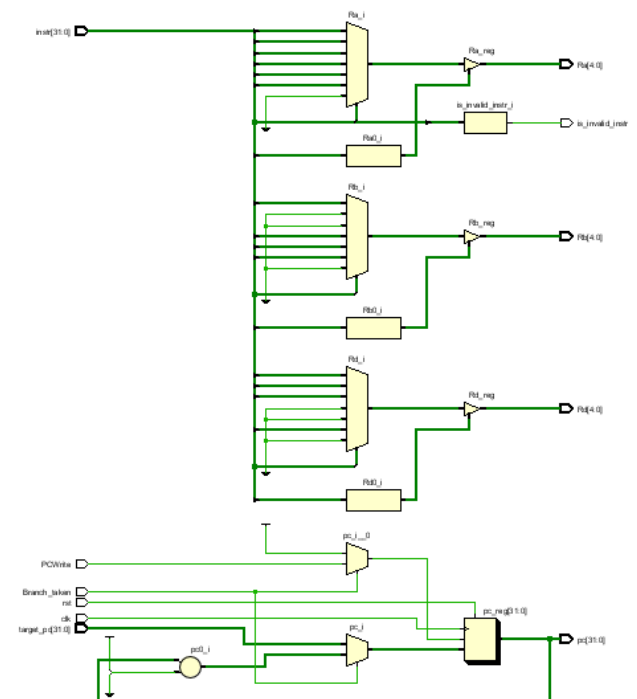 Ra_i
instr[31:0]
Ra_reg
Ra[4:0]
is_invalid_instr_i
is_invalid_instr
Ra0_i
Rb_i
Rb_reg
Rb[4:0]
Rb0_i
Rd_i
Rd_reg
Rd[4:0]
Rd0_i
pc_i__0
PCWrite
Branch_taken
rst
pc_reg[31:0]
clk
target_pc[31:0]
pc_i
pc[31:0]
pc0_i